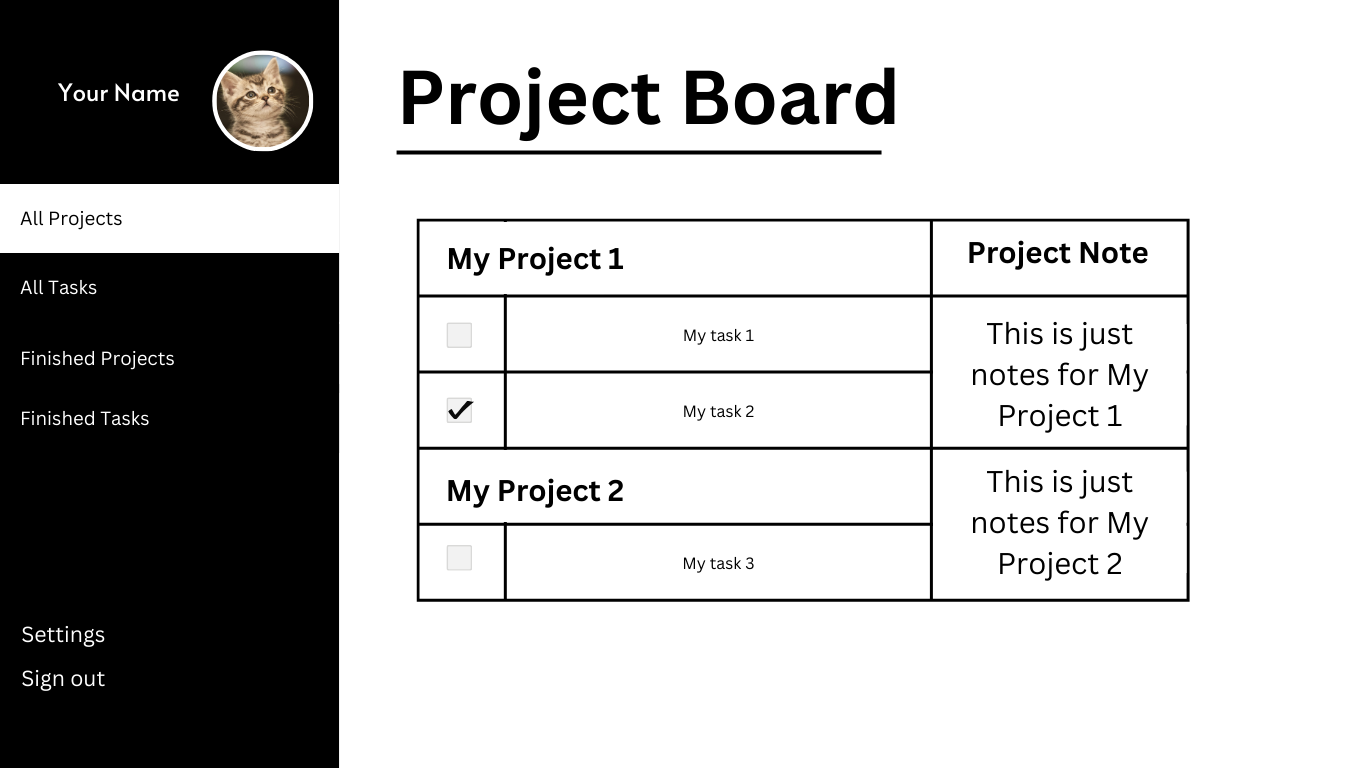 Your Name
All Projects
All Tasks
Finished Projects
Finished Tasks
Settings
Sign out
Project Board
My Project 1
Project Note
My task 1
My task 2
This is just
notes for My
Project 1
My Project 2
My task 3
This is just
notes for My
Project 2